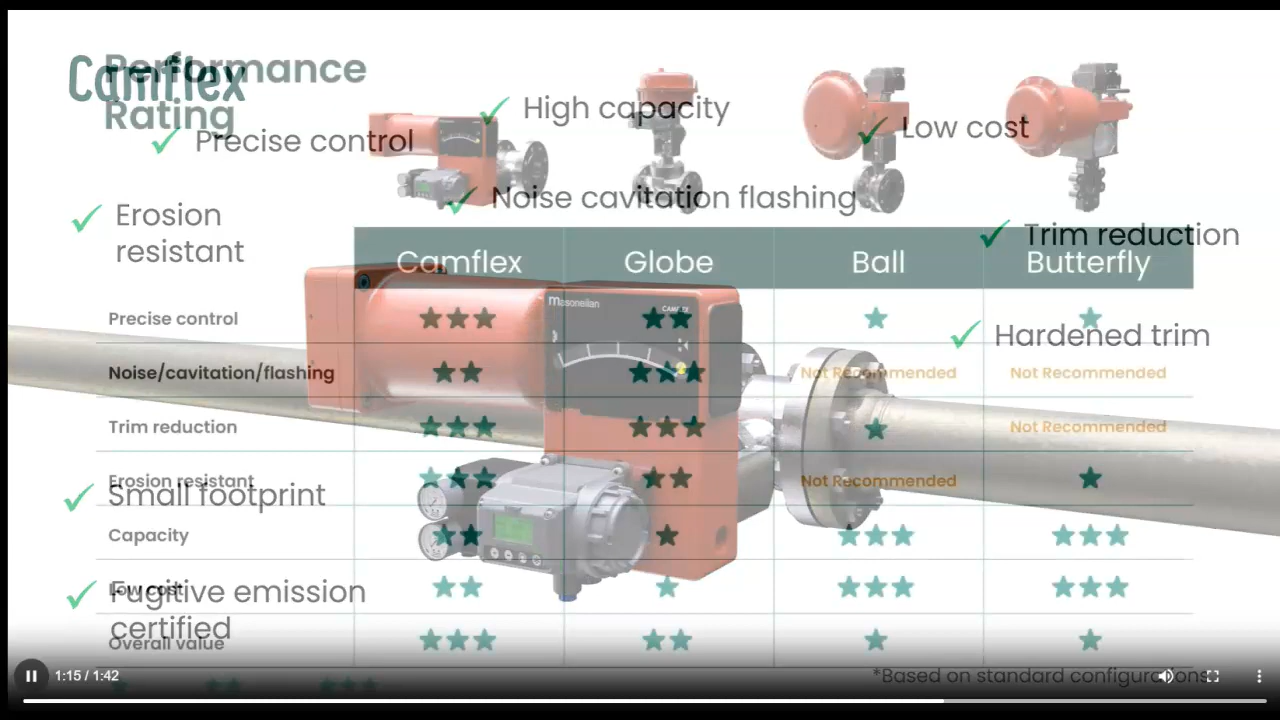 Performance
Rating
Camflex
Precise control
High capacity
Low cost
Noise cavitation flashing
Erosion
resistant
Trim reduction
Camflex Globe Ball Butterfly
masoneilan
Precise control
Hardened trim
Noise/cavitation/flashing Not Recommended Not Recommended
Trim reduction Not Recommended
Erosion resistant Not Recommended
Small footprint
Capacity
Low cost
Fugitive emission
certified
Overall value
*Based on standard configurations
1:15 / 1:42